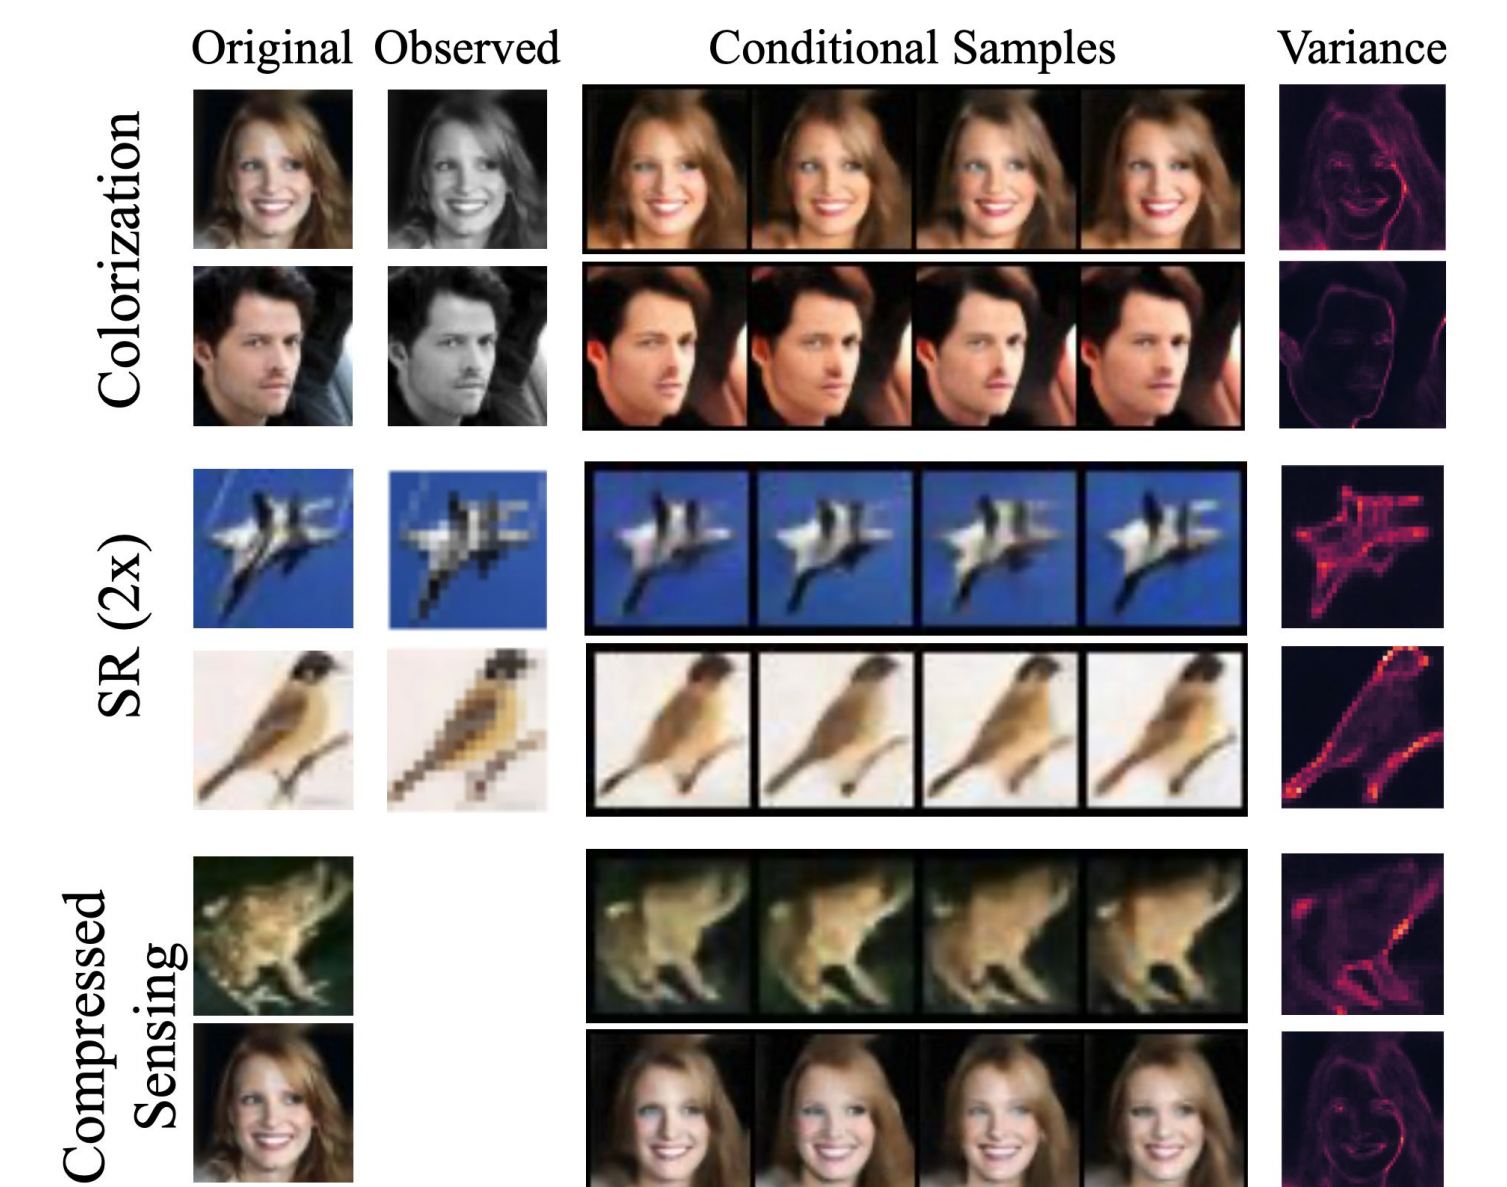 Original Observed Conditional Samples Variance
Colorization
SR (2x)
Compressed
Sensing